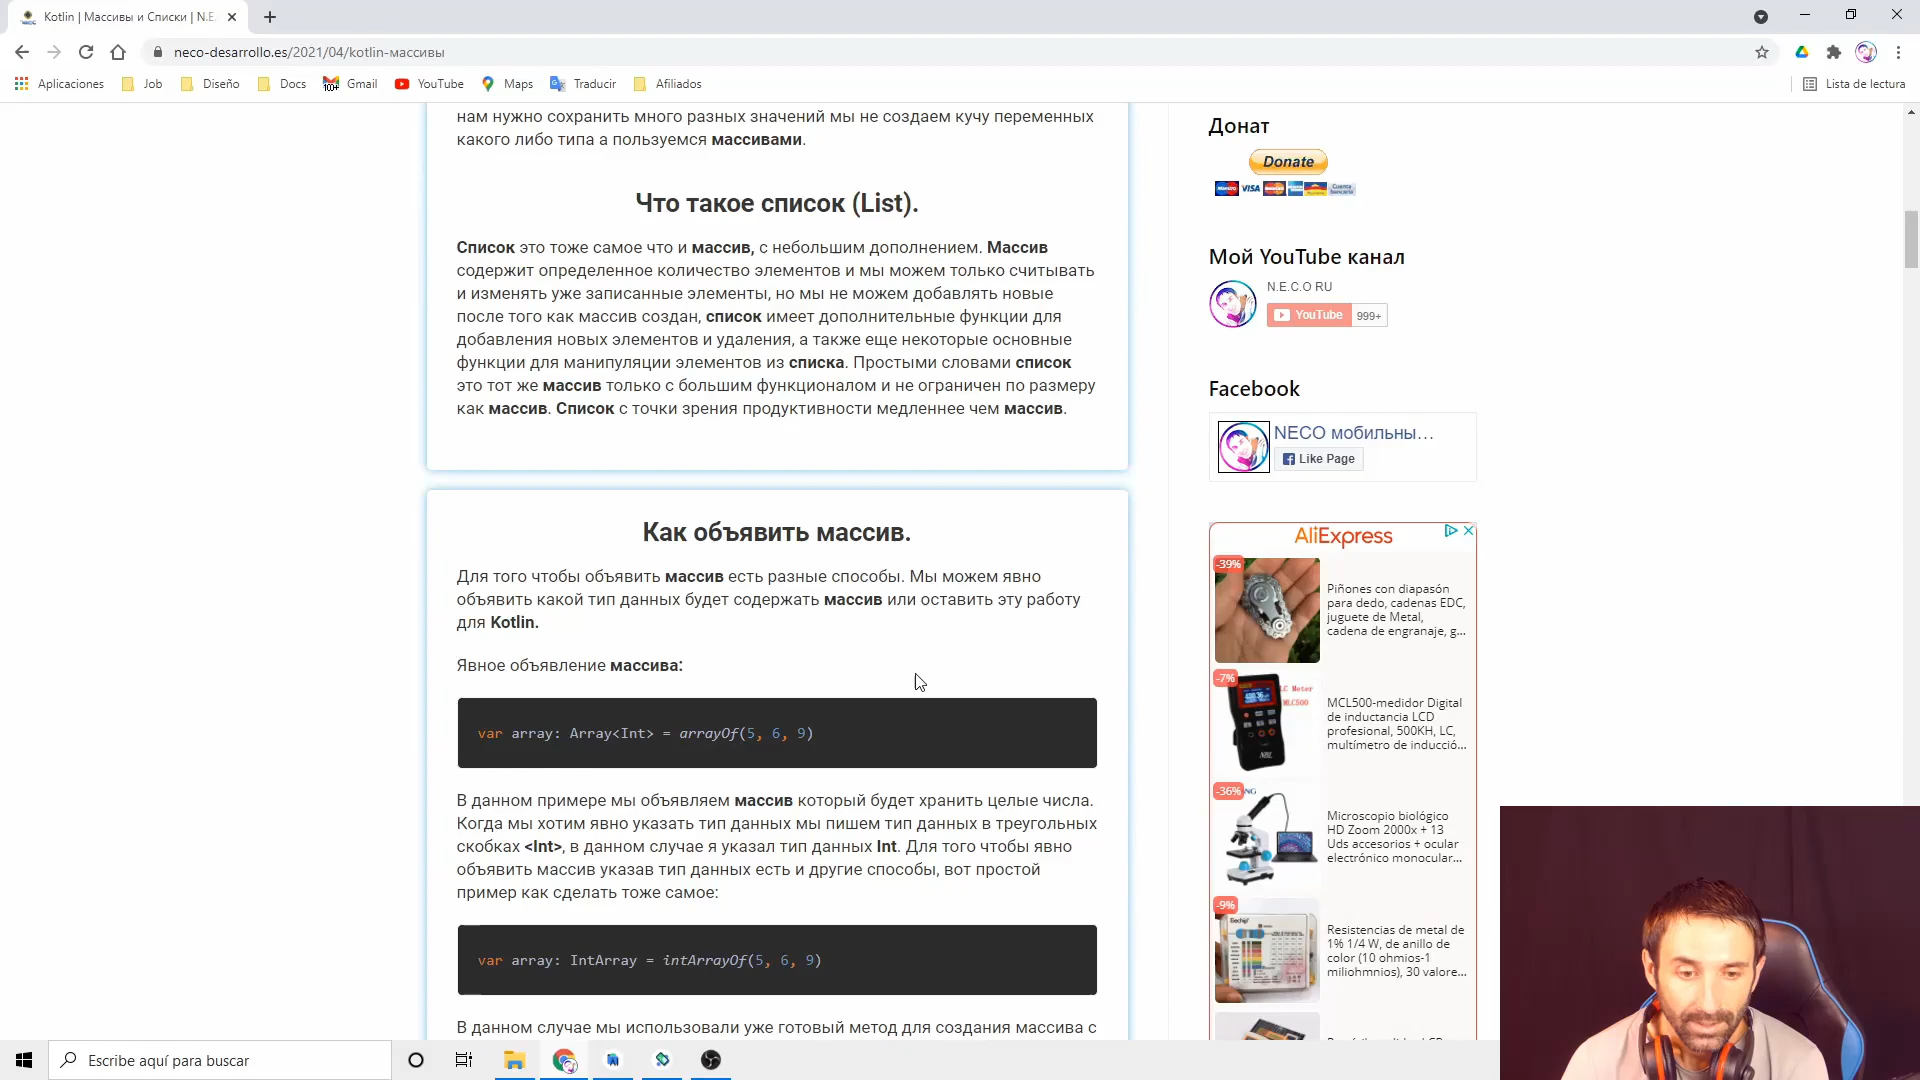 Kotlin | Массивы и Списки | N.E.
neco-desarrollo.es/2021/04/kotlin-массивы
Aplicaciones
Job
Diseño
Docs
Gmail
YouTube
Maps
Traducir
Afiliados
Lista de lectura
нам нужно сохранить много разных значений мы не создаем кучу переменных
какого либо типа а пользуемся массивами.
Что такое список (List).
Список это тоже самое что и массив, с небольшим дополнением. Массив
содержит определенное количество элементов и мы можем только считывать
и изменять уже записанные элементы, но мы не можем добавлять новые
после того как массив создан, список имеет дополнительные функции для
добавления новых элементов и удаления, а также еще некоторые основные
функции для манипуляции элементов из списка. Простыми словами список
это тот же массив только с большим функционалом и не ограничен по размеру
как массив. Список с точки зрения продуктивности медленнее чем массив.
Как объявить массив.
Для того чтобы объявить массив есть разные способы. Мы можем явно
объявить какой тип данных будет содержать массив или оставить эту работу
для Kotlin.
Явное объявление массива:
var array: Array<Int> = arrayOf(5, 6, 9)
В данном примере мы объявляем массив который будет хранить целые числа.
Когда мы хотим явно указать тип данных мы пишем тип данных в треугольных
скобках <Int>, в данном случае я указал тип данных Int. Для того чтобы явно
объявить массив указав тип данных есть и другие способы, вот простой
пример как сделать тоже самое:
var array: IntArray = intArrayOf(5, 6, 9)
В данном случае мы использовали уже готовый метод для создания массива с
Донат
Donate
VISA
Мой YouTube канал
N.E.C.O RU
YouTube
999+
Facebook
NECO мобильны…
Like Page
AliExpress
-39%
Piñones con diapasón
para dedo, cadenas EDC,
juguete de Metal,
cadena de engranaje, g...
-7%
LC Meter
MLC500
MCL500-medidor Digital
de inductancia LCD
profesional, 500KH, LC,
multímetro de inducció...
-36%
Microscopio biológico
HD Zoom 2000x + 13
Uds accesorios + ocular
electrónico monocular...
-9%
Resistencias de metal de
1% 1/4 W, de anillo de
color (10 ohmios-1
miliohmnios), 30 valore...
Escribe aquí para buscar